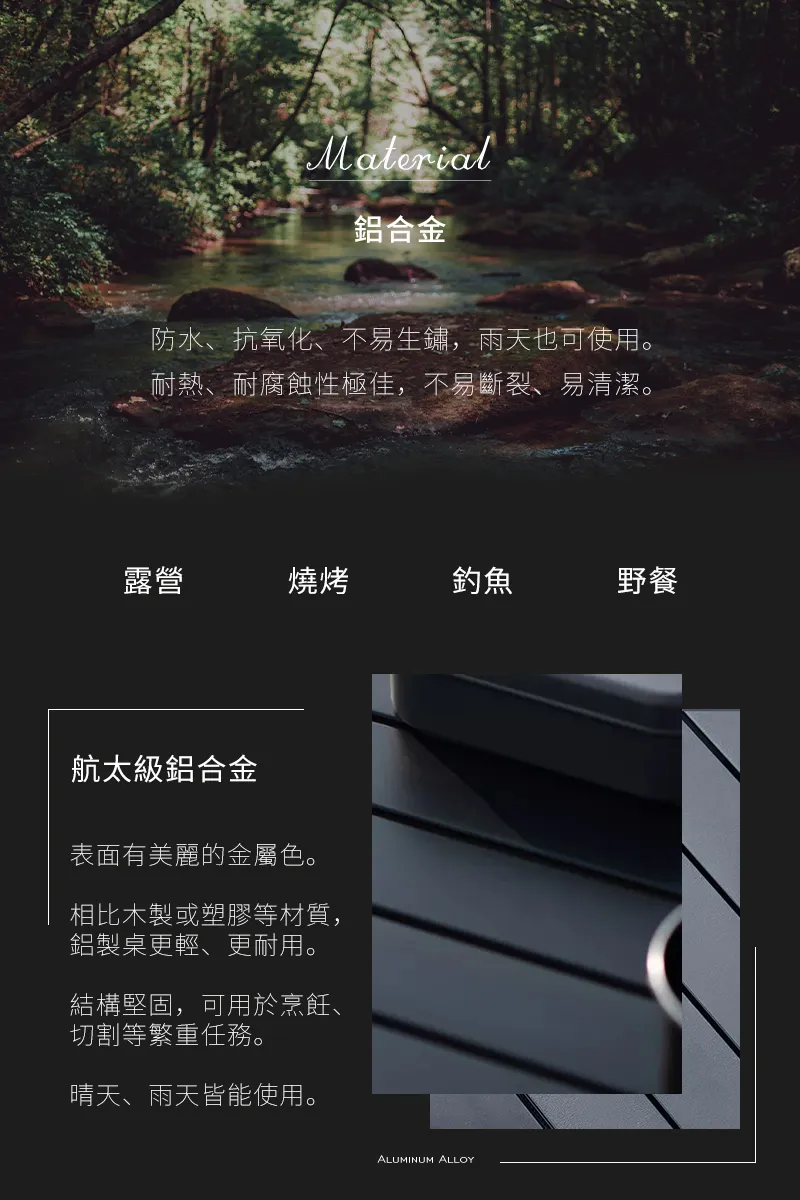 Material
鋁合金
防水、抗氧化、不易生鏽，雨天也可使用。
耐熱、耐腐蝕性極佳，不易斷裂、易清潔。
露營 燒烤 釣魚 野餐
航太級鋁合金
表面有美麗的金屬色。
相比木製或塑膠等材質，
鋁製桌更輕、更耐用。
結構堅固，可用於烹飪、
切割等繁重任務。
晴天、雨天皆能使用。
Aluminum Alloy